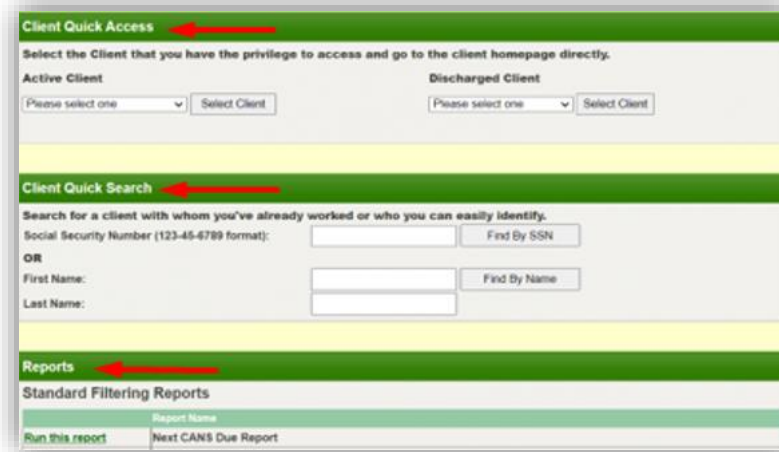 Client Quick Access
Select the Client that you have the privilege to access and go to the client homepage directly.
Active Client Discharged Client
Please select one Select Client Please select one Select Client
Client Quick Search
Search for a client with whom you've already worked or who you can easily identify.
Social Security Number (123-45-6789 format): Find By SSN
OR
First Name: Find By Name
Last Name:
Reports
Standard Filtering Reports
Report Name
Run this report Next CANS Due Report